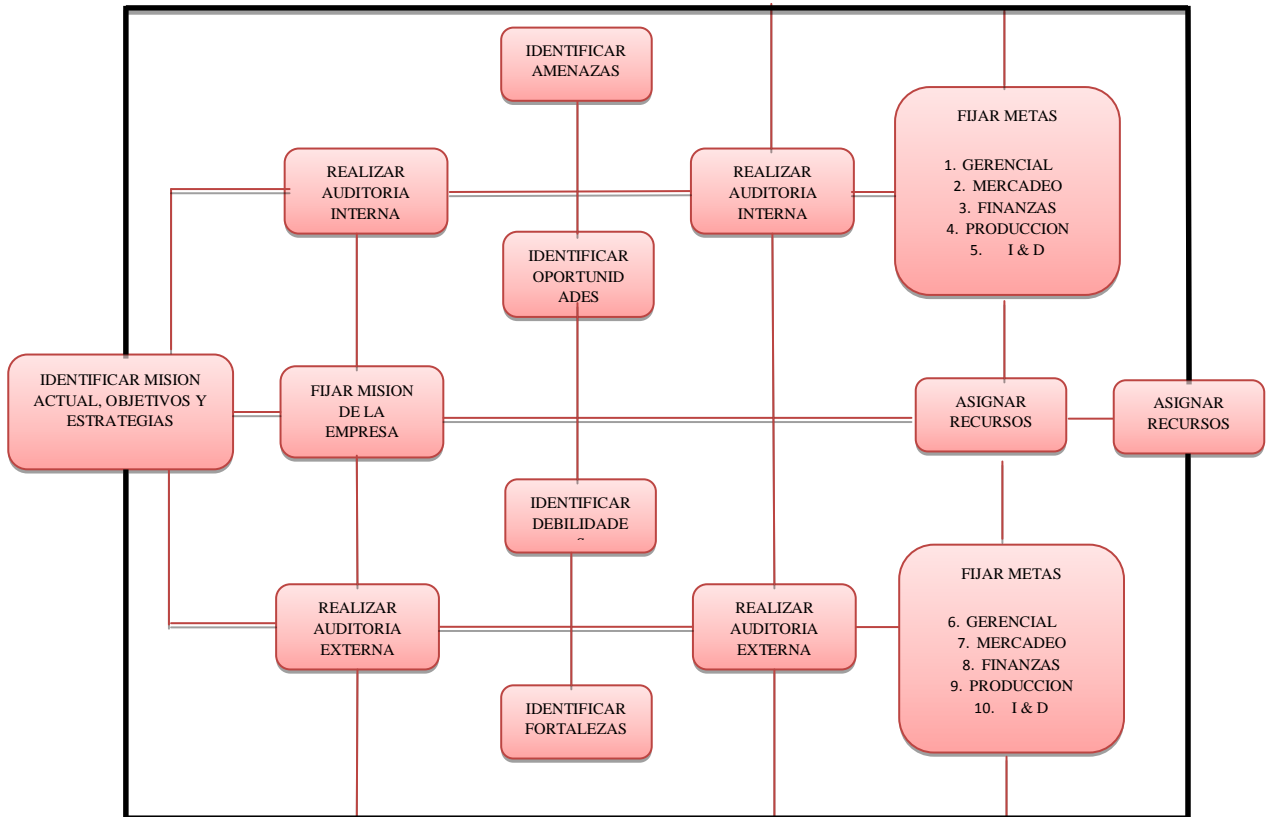 IDENTIFICAR
AMENAZAS
FIJAR METAS
1. GERENCIAL
2. MERCADEO
3. FINANZAS
4. PRODUCCION
5. I & D
REALIZAR
AUDITORIA
INTERNA
REALIZAR
AUDITORIA
INTERNA
IDENTIFICAR
OPORTUNID
ADES
IDENTIFICAR MISION
ACTUAL, OBJETIVOS Y
ESTRATEGIAS
FIJAR MISION
DE LA
EMPRESA
ASIGNAR
RECURSOS
ASIGNAR
RECURSOS
IDENTIFICAR
DEBILIDADE
FIJAR METAS
6. GERENCIAL
7. MERCADEO
8. FINANZAS
9. PRODUCCION
10. I & D
REALIZAR
AUDITORIA
EXTERNA
REALIZAR
AUDITORIA
EXTERNA
IDENTIFICAR
FORTALEZAS